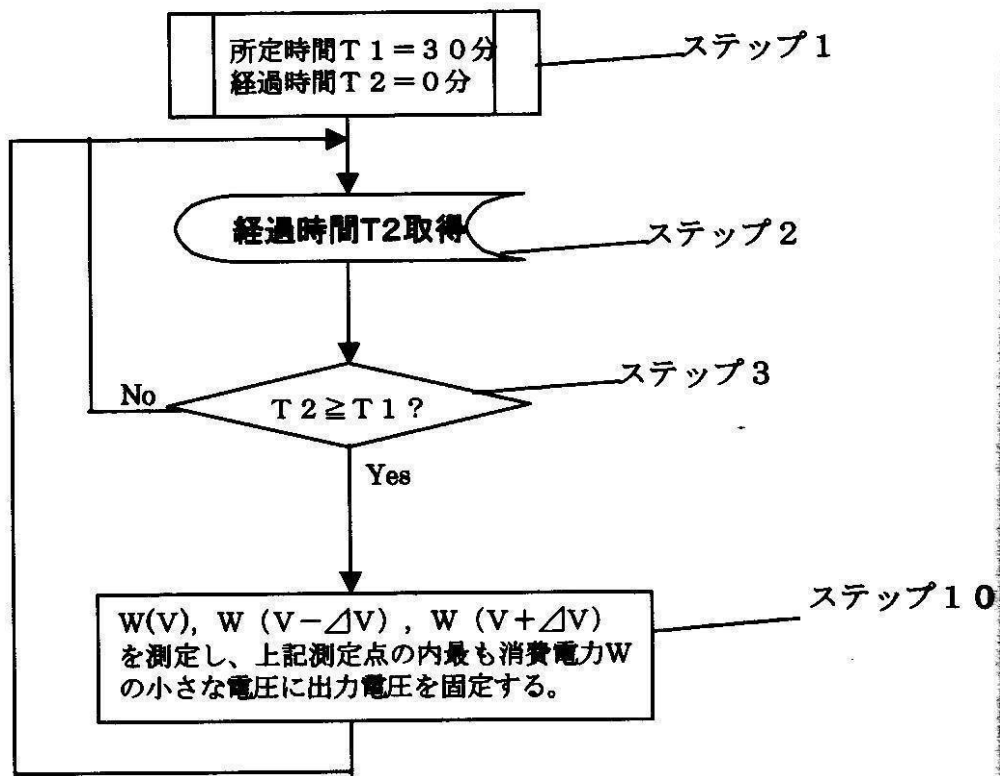 所定時間T１＝３０分
経過時間T２＝０分
ステップ１
経過時間T2取得
ステップ２
ステップ３
No
T２≧T１？
Yes
ステップ１０
W(V), W（V－⊿V）, W（V＋⊿V）
を測定し、上記測定点の内最も消費電力W
の小さな電圧に出力電圧を固定する。